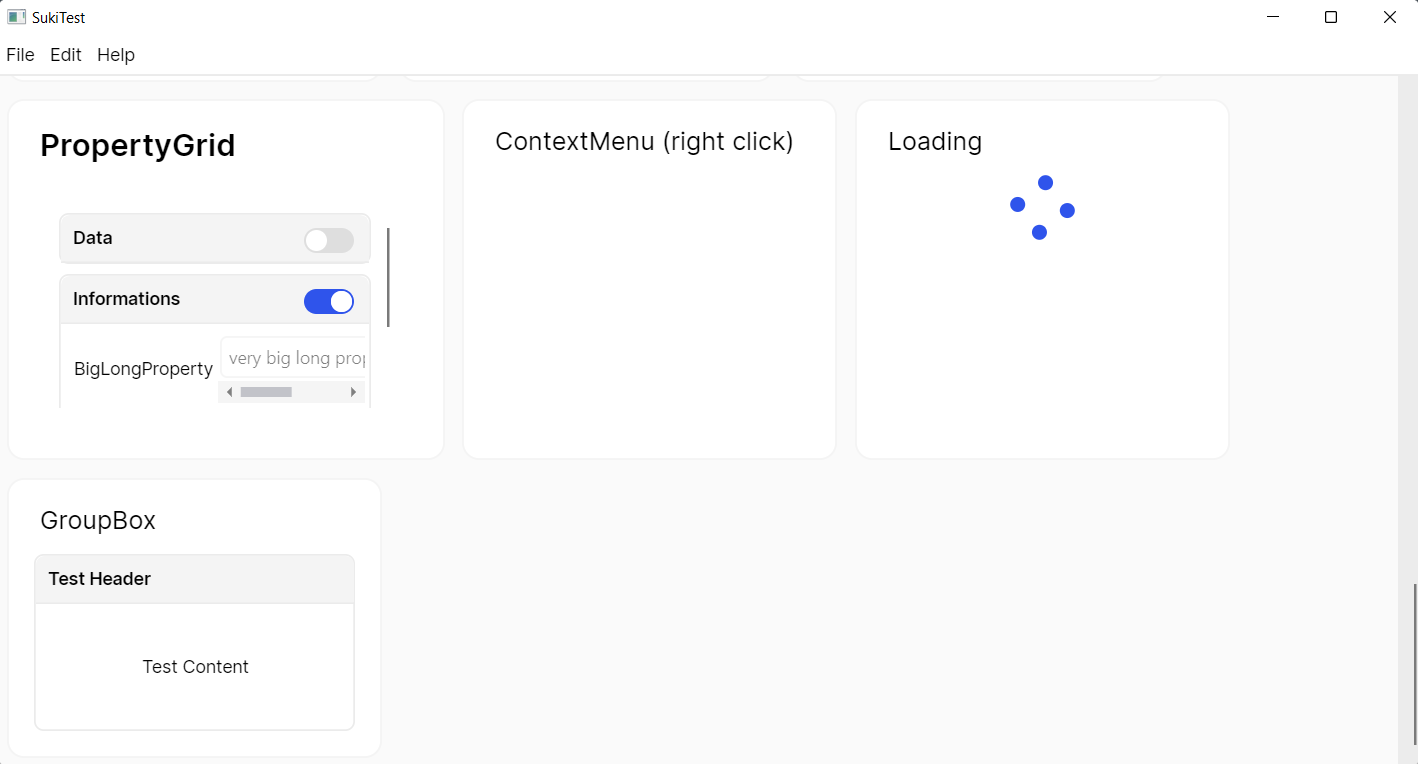 SukiTest
File Edit Help
PropertyGrid
Data
Informations
BigLongProperty
very big long prop
ContextMenu (right click)
Loading
GroupBox
Test Header
Test Content